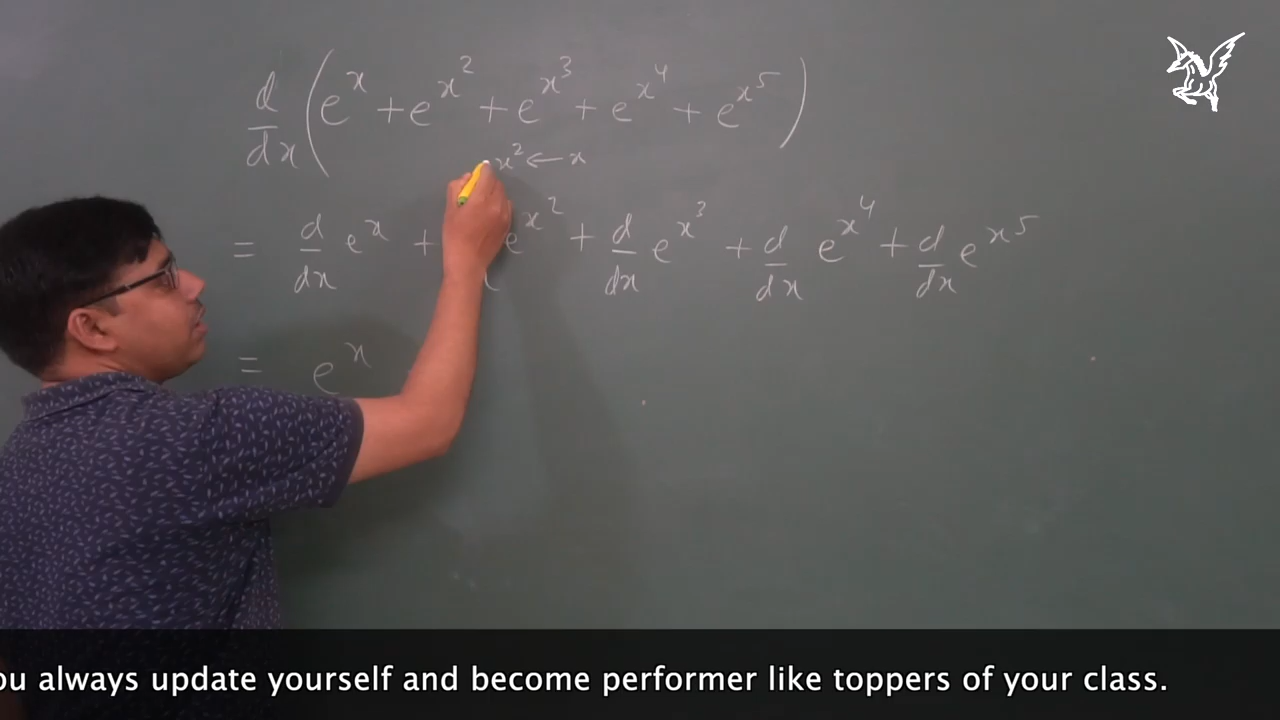 d/dx (e^x + e^x^2 + e^x^3 + e^x^4 + e^x^5)
x^2 ← x
= d/dx e^x + e^x^2 + d/dx e^x^3 + d/dx e^x^4 + d/dx e^x^5
= e^x
ou always update yourself and become performer like toppers of your class.